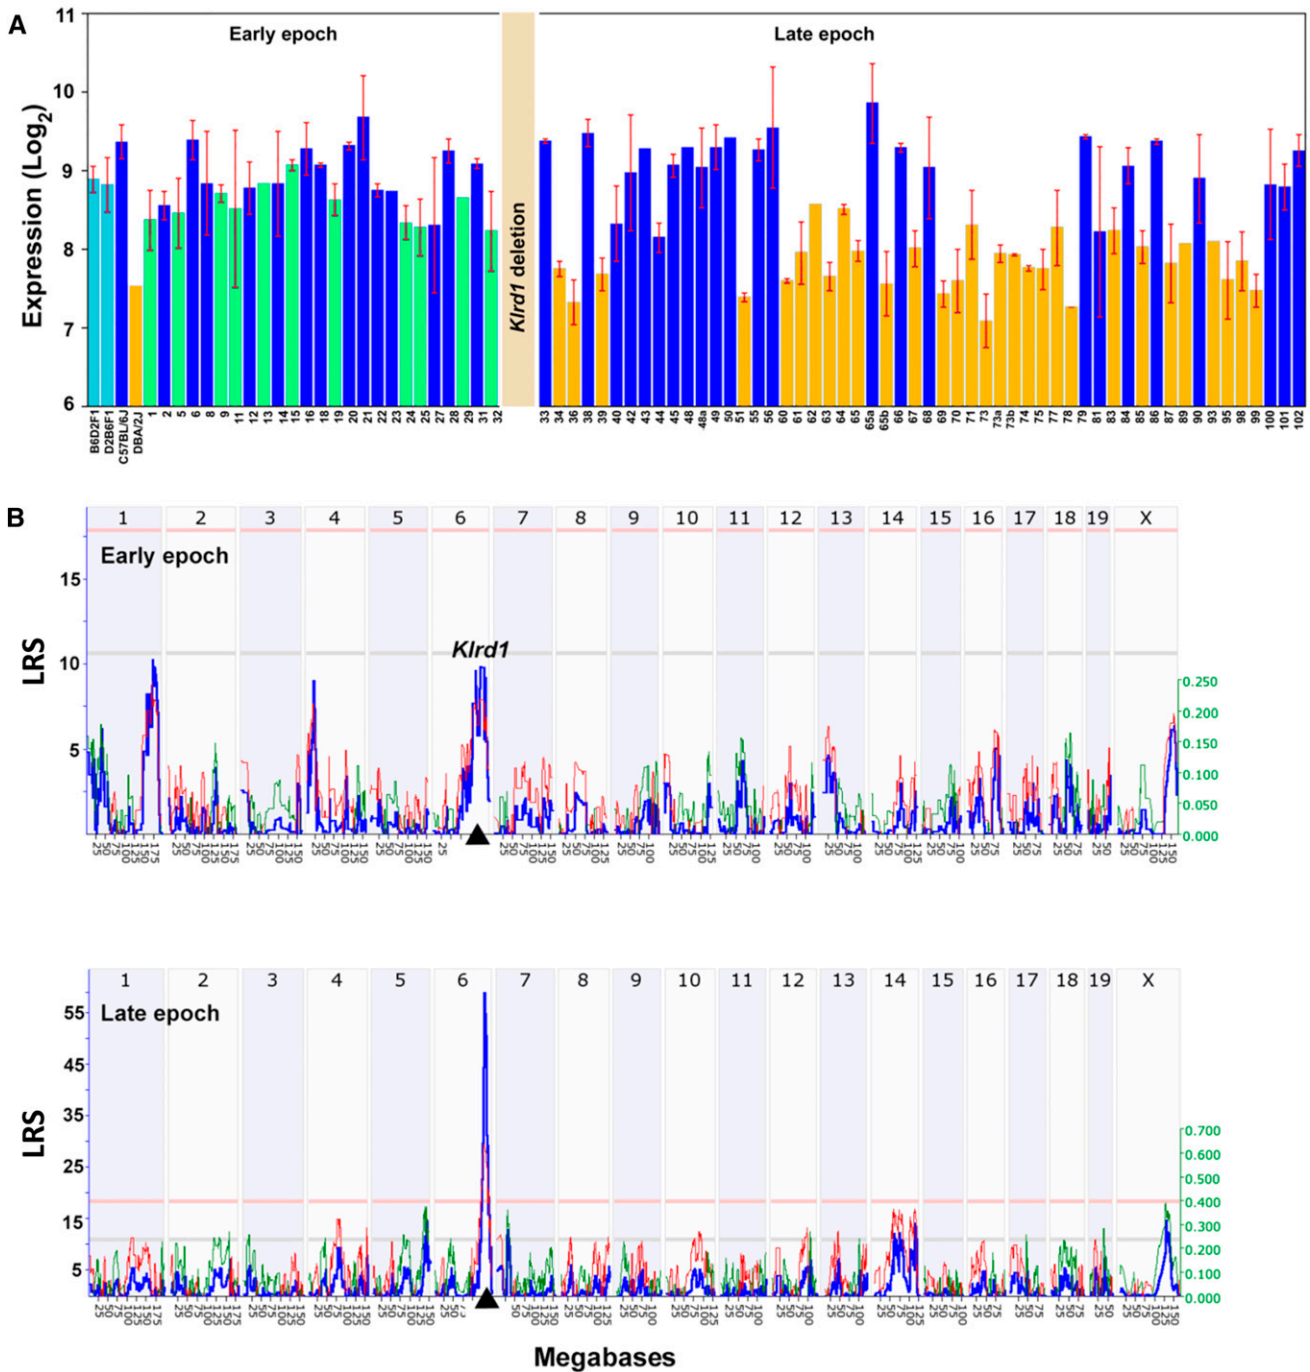 A
Early epoch
Late epoch
Klrd1 deletion
Expression (Log2)
11
10
9
8
7
6
B6D2F1 D2B6F1 C57BL/6J DBA/2J 1 2 5 6 8 9 11 12 13 14 15 16 18 19 20 21 22 23 24 25 27 28 29 31 32
33 34 36 38 39 40 42 43 44 45 48 48a 49 50 51 55 56 60 61 62 63 64 65 65a 65b 66 67 68 69 70 71 73 73a 73b 74 75 77 78 79 81 83 84 85 86 87 89 90 93 95 98 99 100 101 102
B
1 2 3 4 5 6 7 8 9 10 11 12 13 14 15 16 17 18 19 X
Early epoch
Klrd1
LRS
15
10
5
0.250
0.200
0.150
0.100
0.050
0.000
1 2 3 4 5 6 7 8 9 10 11 12 13 14 15 16 17 18 19 X
Late epoch
LRS
55
45
35
25
15
5
0.700
0.600
0.500
0.400
0.300
0.200
0.100
0.000
Megabases